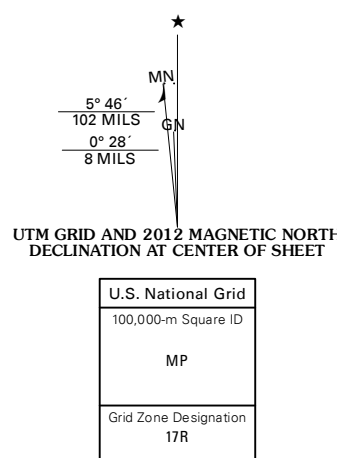 ★
MN
5° 46´
102 MILS
GN
0° 28´
8 MILS
UTM GRID AND 2012 MAGNETIC NORTH
DECLINATION AT CENTER OF SHEET
U.S. National Grid
100,000-m Square ID
MP
Grid Zone Designation
17R